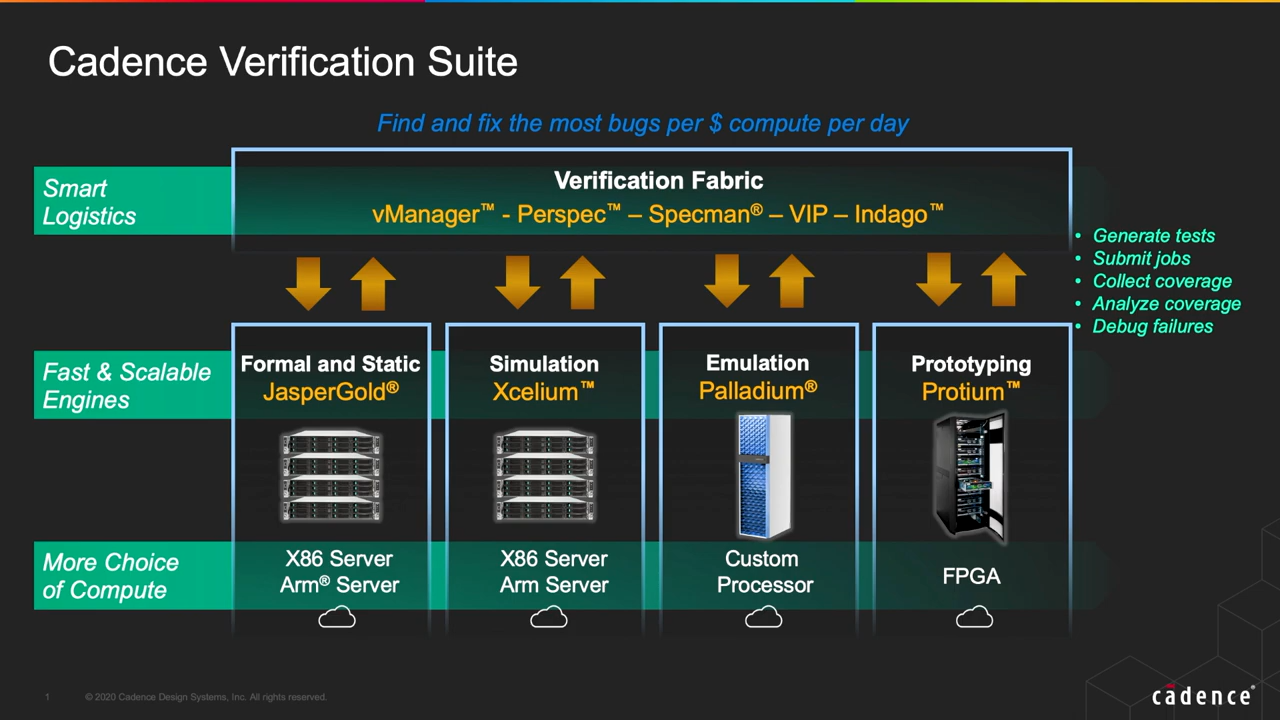 Cadence Verification Suite
Find and fix the most bugs per $ compute per day
Smart
Logistics
Verification Fabric
vManager™ - Perspec™ – Specman® – VIP – Indago™
• Generate tests
• Submit jobs
• Collect coverage
• Analyze coverage
• Debug failures
Fast & Scalable
Engines
Formal and Static
JasperGold®
Simulation
Xcelium™
Emulation
Palladium®
Prototyping
Protium™
More Choice
of Compute
X86 Server
Arm® Server
X86 Server
Arm Server
Custom
Processor
FPGA
1
© 2020 Cadence Design Systems, Inc. All rights reserved.
cādence®